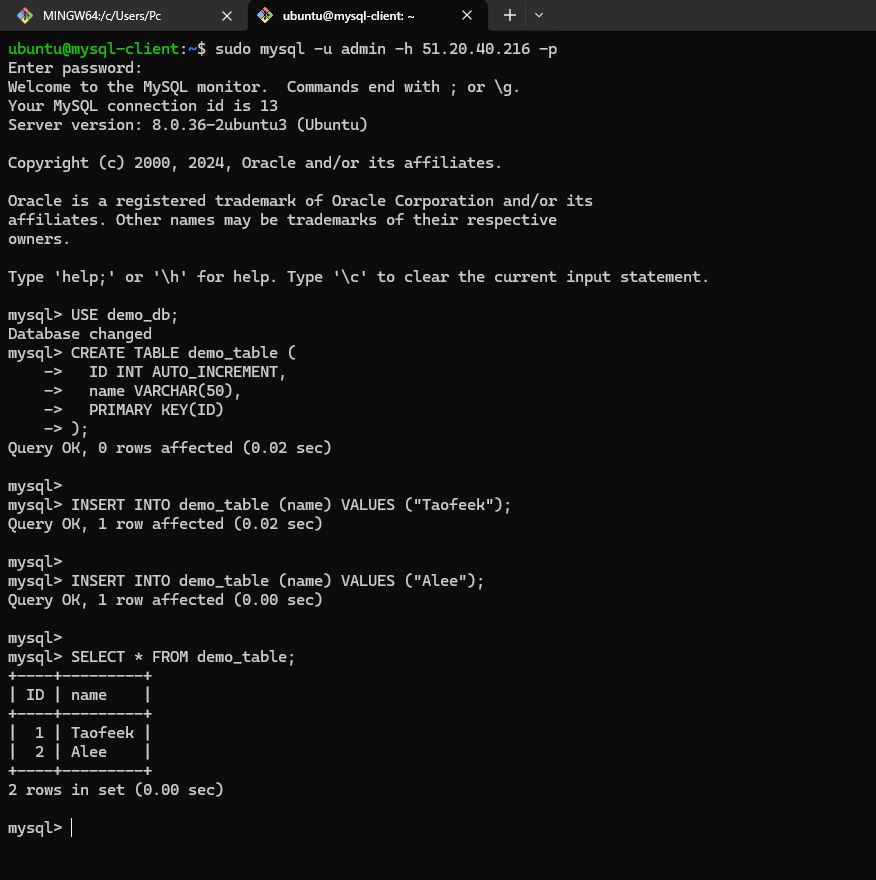 MINGW64:/c/Users/Pc
ubuntu@mysql-client: ~
ubuntu@mysql-client:~$ sudo mysql -u admin -h 51.20.40.216 -p
Enter password:
Welcome to the MySQL monitor.  Commands end with ; or \g.
Your MySQL connection id is 13
Server version: 8.0.36-2ubuntu3 (Ubuntu)

Copyright (c) 2000, 2024, Oracle and/or its affiliates.

Oracle is a registered trademark of Oracle Corporation and/or its
affiliates. Other names may be trademarks of their respective
owners.

Type 'help;' or '\h' for help. Type '\c' to clear the current input statement.

mysql> USE demo_db;
Database changed
mysql> CREATE TABLE demo_table (
    ->   ID INT AUTO_INCREMENT,
    ->   name VARCHAR(50),
    ->   PRIMARY KEY(ID)
    -> );
Query OK, 0 rows affected (0.02 sec)

mysql>
mysql> INSERT INTO demo_table (name) VALUES ("Taofeek");
Query OK, 1 row affected (0.02 sec)

mysql>
mysql> INSERT INTO demo_table (name) VALUES ("Alee");
Query OK, 1 row affected (0.00 sec)

mysql>
mysql> SELECT * FROM demo_table;
+----+---------+
| ID | name    |
+----+---------+
|  1 | Taofeek |
|  2 | Alee    |
+----+---------+
2 rows in set (0.00 sec)

mysql>